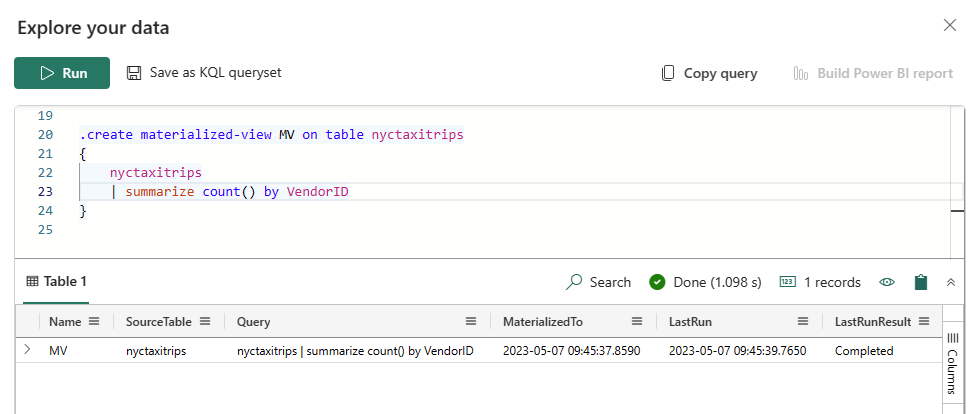 Explore your data
Run
Save as KQL queryset
Copy query
Build Power BI report
19
20 .create materialized-view MV on table nyctaxitrips
21 {
22 nyctaxitrips
23 | summarize count() by VendorID
24 }
25
Table 1
Search
Done (1.098 s)
123
1 records
Name SourceTable Query MaterializedTo LastRun LastRunResult
MV nyctaxitrips nyctaxitrips | summarize count() by VendorID 2023-05-07 09:45:37.8590 2023-05-07 09:45:39.7650 Completed
Columns